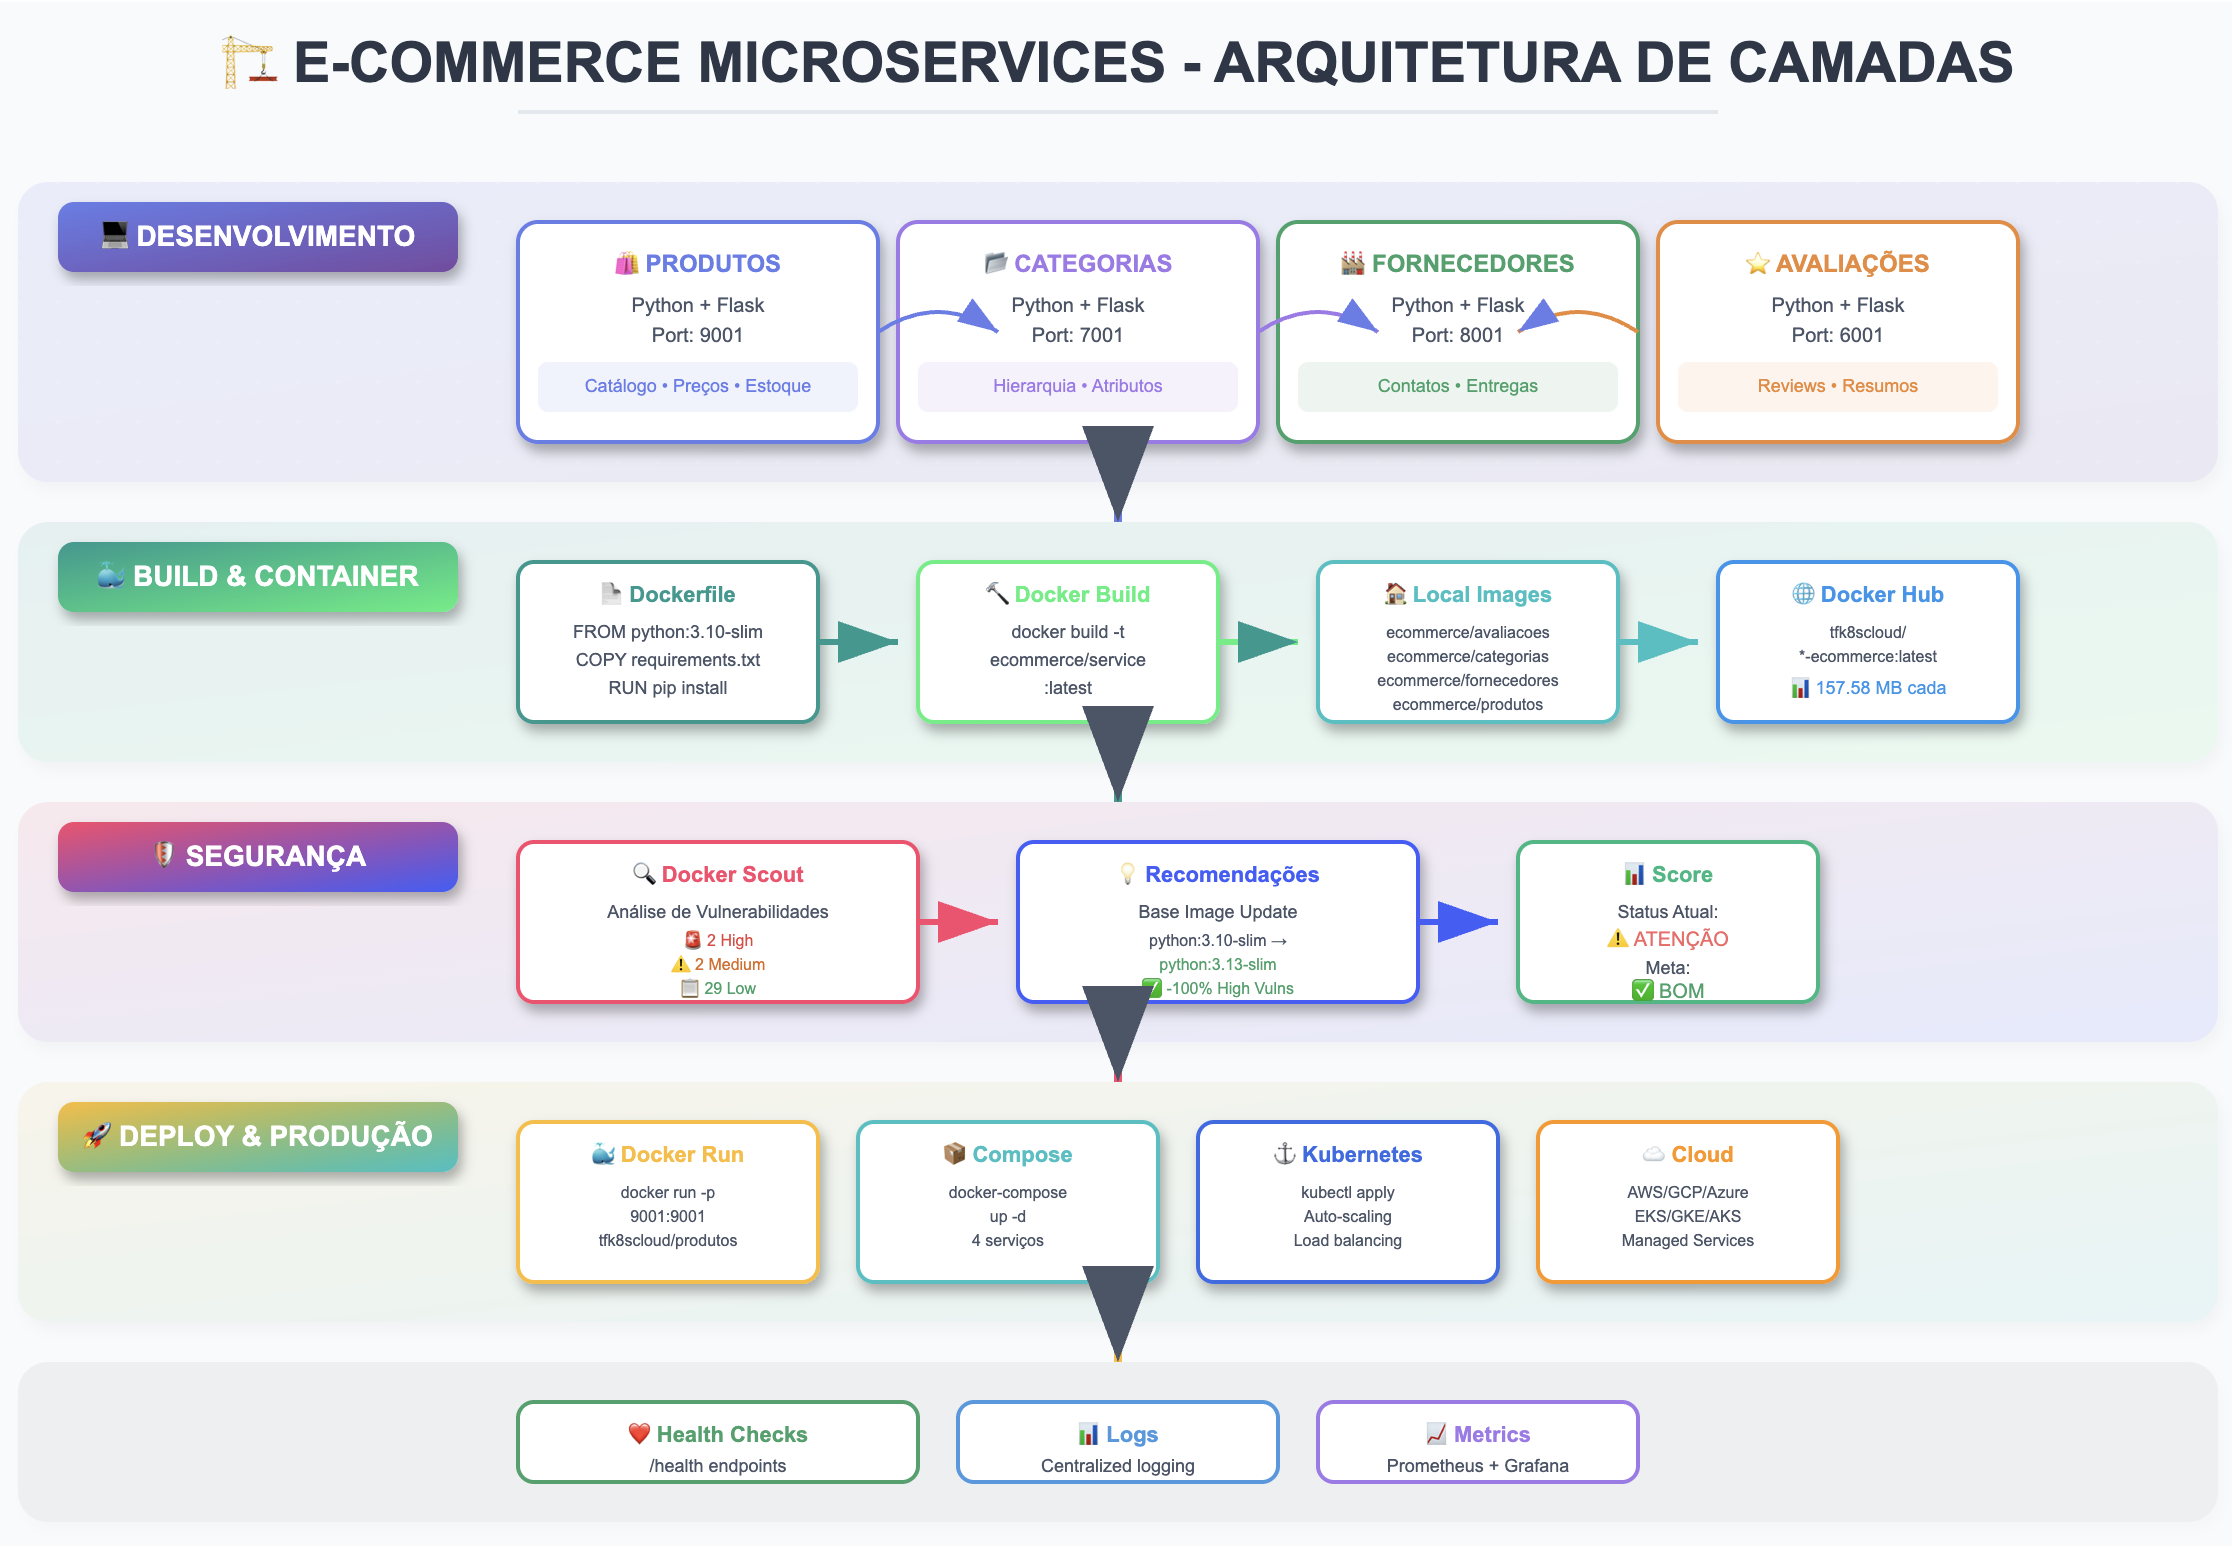 🏗️ E-COMMERCE MICROSERVICES - ARQUITETURA DE CAMADAS
💻 DESENVOLVIMENTO
🛍️ PRODUTOS
Python + Flask
Port: 9001
Catálogo • Preços • Estoque
📂 CATEGORIAS
Python + Flask
Port: 7001
Hierarquia • Atributos
🏭 FORNECEDORES
Python + Flask
Port: 8001
Contatos • Entregas
⭐ AVALIAÇÕES
Python + Flask
Port: 6001
Reviews • Resumos
🐳 BUILD & CONTAINER
📄 Dockerfile
FROM python:3.10-slim
COPY requirements.txt
RUN pip install
🔨 Docker Build
docker build -t
ecommerce/service
:latest
🏠 Local Images
ecommerce/avaliacoes
ecommerce/categorias
ecommerce/fornecedores
ecommerce/produtos
🌐 Docker Hub
tfk8scloud/
*-ecommerce:latest
📊 157.58 MB cada
🛡️ SEGURANÇA
🔍 Docker Scout
Análise de Vulnerabilidades
🚨 2 High
⚠️ 2 Medium
📋 29 Low
💡 Recomendações
Base Image Update
python:3.10-slim →
python:3.13-slim
✅ -100% High Vulns
📊 Score
Status Atual:
⚠️ ATENÇÃO
Meta:
✅ BOM
🚀 DEPLOY & PRODUÇÃO
🐳 Docker Run
docker run -p
9001:9001
tfk8scloud/produtos
📦 Compose
docker-compose
up -d
4 serviços
⚓ Kubernetes
kubectl apply
Auto-scaling
Load balancing
☁️ Cloud
AWS/GCP/Azure
EKS/GKE/AKS
Managed Services
❤️ Health Checks
/health endpoints
📊 Logs
Centralized logging
📈 Metrics
Prometheus + Grafana